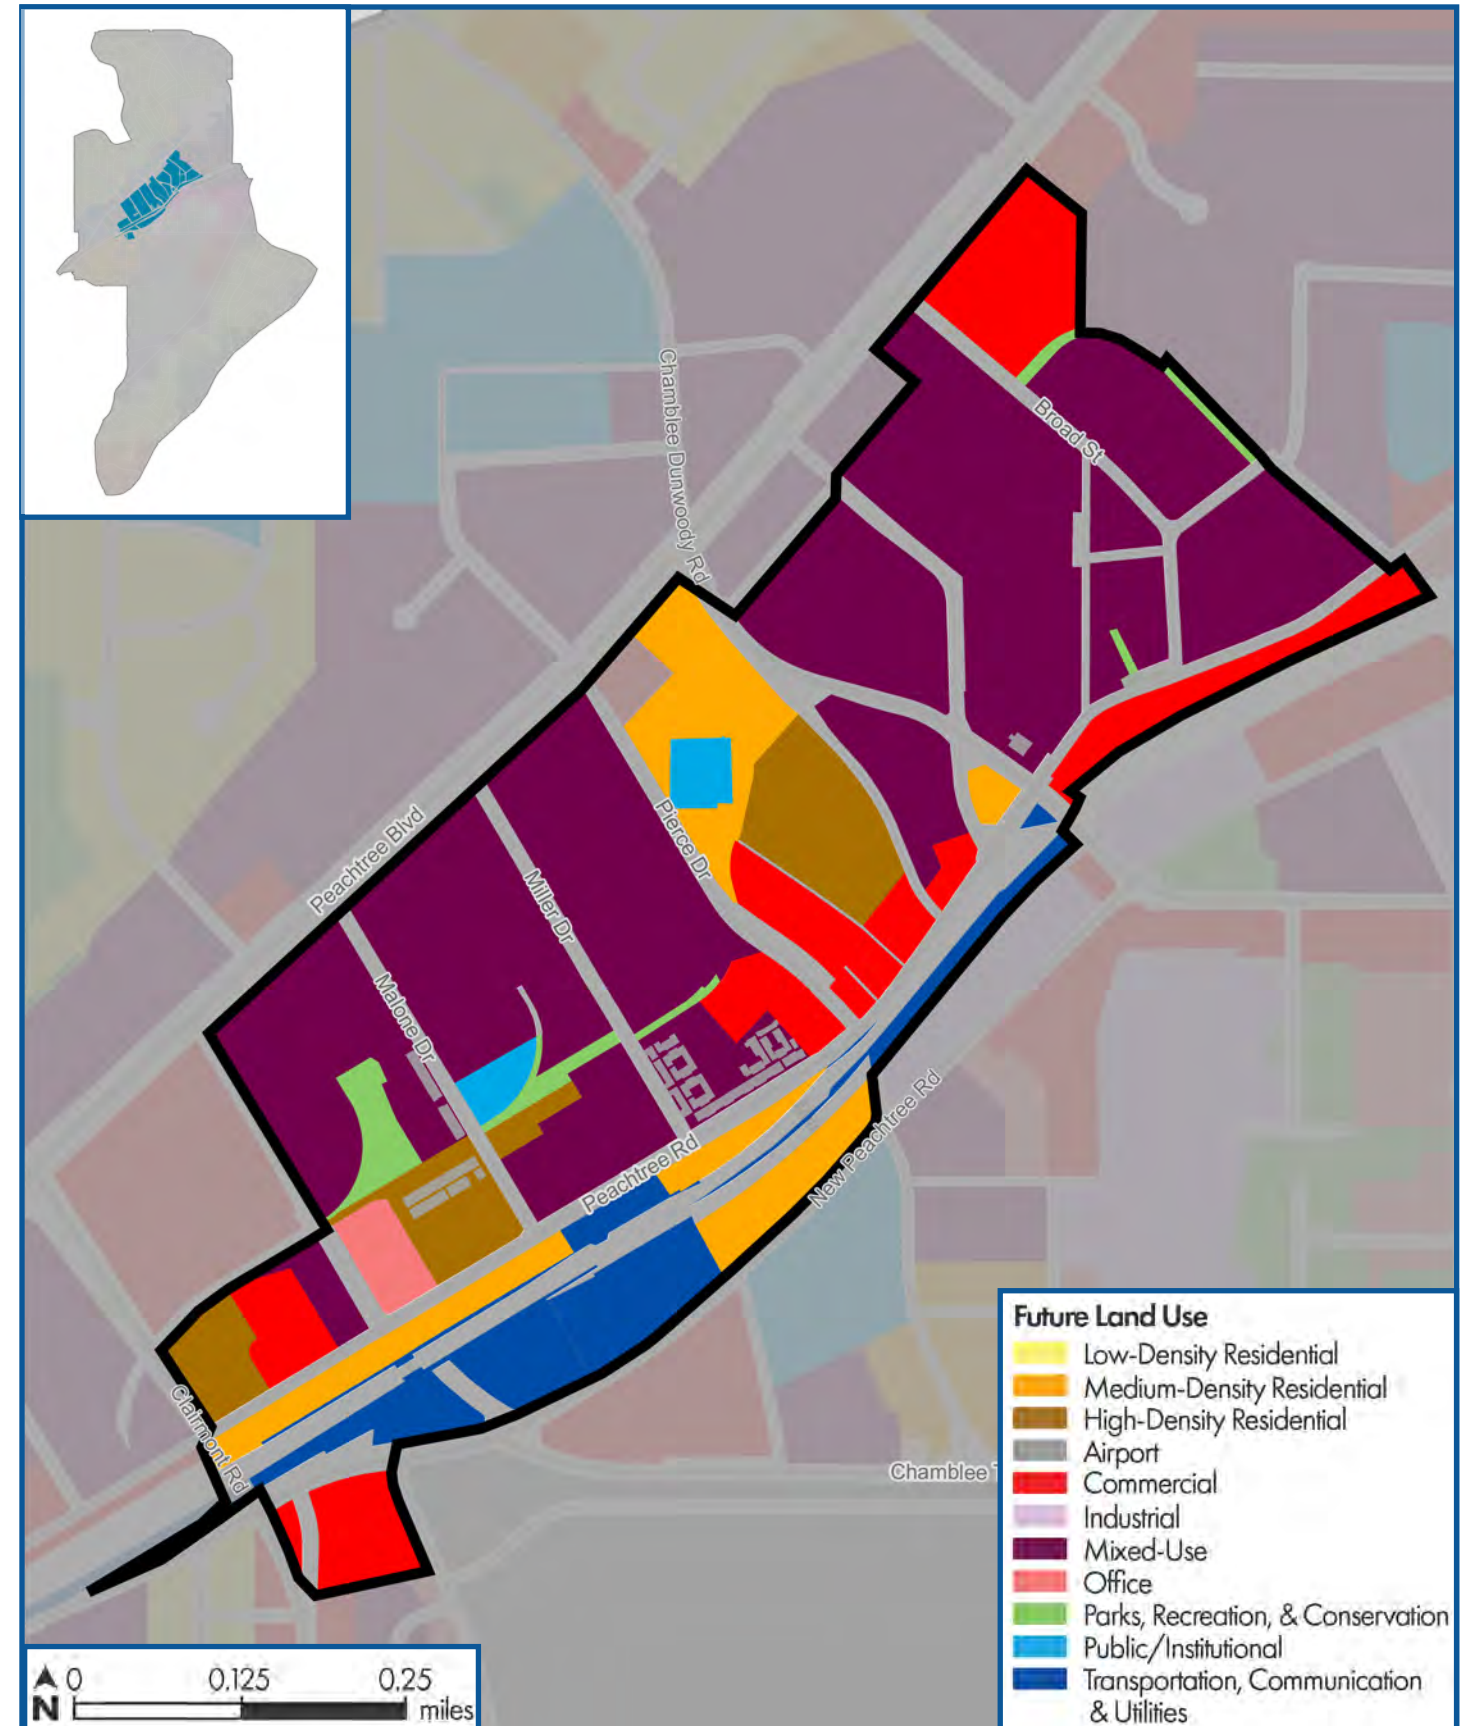 Chamblee Dunwoody Rd
Broad St
Peachtree Blvd
Pierce Dr
Miller Dr
Malone Dr
Peachtree Rd
New Peachtree Rd
Clairmont Rd
Chamblee
Future Land Use
Low-Density Residential
Medium-Density Residential
High-Density Residential
Airport
Commercial
Industrial
Mixed-Use
Office
Parks, Recreation, & Conservation
Public/Institutional
Transportation, Communication
& Utilities
0 0.125 0.25
N miles